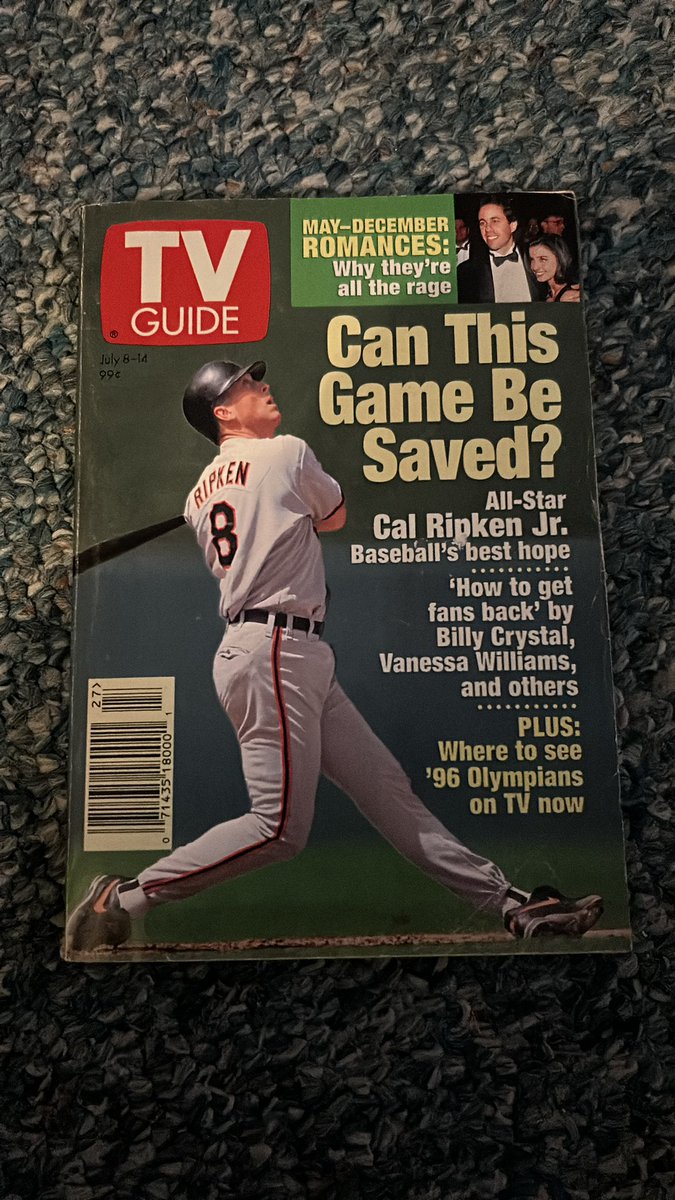 TV
GUIDE
®
July 8-14
99¢
MAY–DECEMBER
ROMANCES:
Why they're
all the rage
Can This
Game Be
Saved?
All-Star
Cal Ripken Jr.
Baseball's best hope
'How to get
fans back' by
Billy Crystal,
Vanessa Williams,
and others
PLUS:
Where to see
'96 Olympians
on TV now
RIPKEN
8
27>
0 71435 18000 1